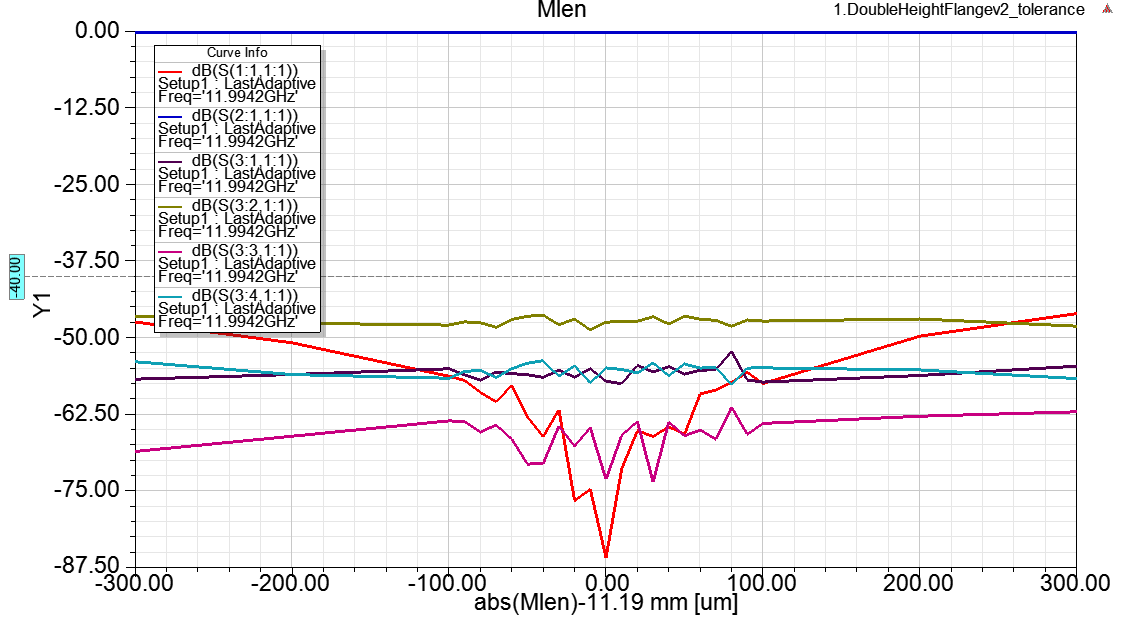 Mlen
1.DoubleHeightFlangev2_tolerance
0.00
-12.50
-25.00
-37.50
-40.00
-50.00
-62.50
-75.00
-87.50
Y1
Curve Info
dB(S(1:1,1:1))
Setup1 : LastAdaptive
Freq='11.9942GHz'
dB(S(2:1,1:1))
Setup1 : LastAdaptive
Freq='11.9942GHz'
dB(S(3:1,1:1))
Setup1 : LastAdaptive
Freq='11.9942GHz'
dB(S(3:2,1:1))
Setup1 : LastAdaptive
Freq='11.9942GHz'
dB(S(3:3,1:1))
Setup1 : LastAdaptive
Freq='11.9942GHz'
dB(S(3:4,1:1))
Setup1 : LastAdaptive
Freq='11.9942GHz'
-300.00 -200.00 -100.00 0.00 100.00 200.00 300.00
abs(Mlen)-11.19 mm [um]